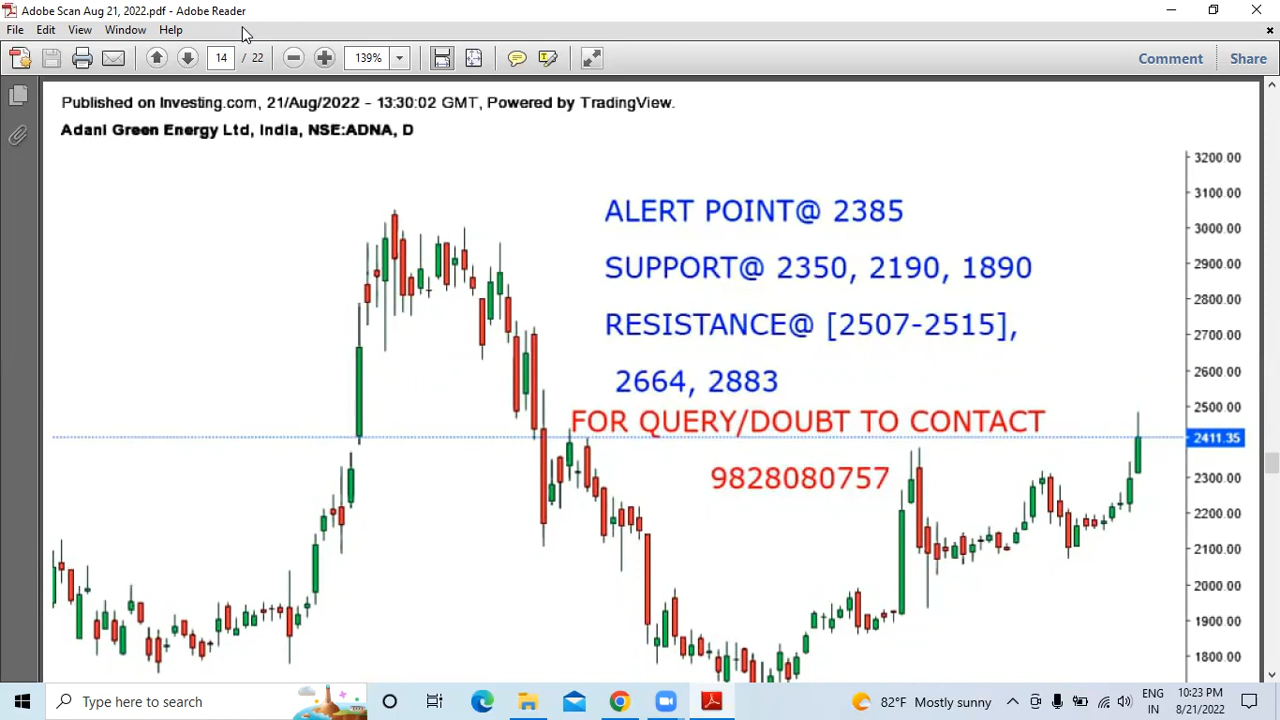 Adobe Scan Aug 21, 2022.pdf - Adobe Reader
File Edit View Window Help
14 / 22 139% Comment Share
Published on Investing.com, 21/Aug/2022 - 13:30:02 GMT, Powered by TradingView.
Adani Green Energy Ltd, India, NSE:ADNA, D
ALERT POINT@ 2385
SUPPORT@ 2350, 2190, 1890
RESISTANCE@ [2507-2515],
2664, 2883
FOR QUERY/DOUBT TO CONTACT
9828080757
3200.00
3100.00
3000.00
2900.00
2800.00
2700.00
2600.00
2500.00
2411.35
2300.00
2200.00
2100.00
2000.00
1900.00
1800.00
Type here to search
82°F Mostly sunny
ENG
IN
10:23 PM
8/21/2022